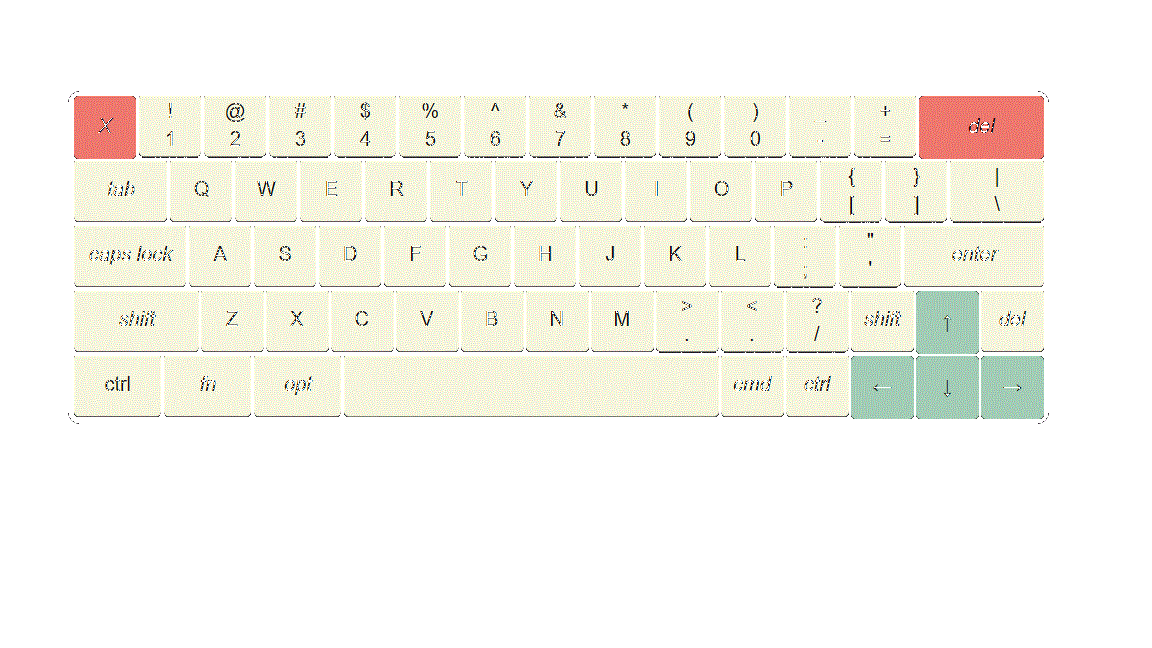 X ! @ # $ % ^ & * ( ) . + del
1 2 3 4 5 6 7 8 9 0 . =
tab Q W E R T Y U I O P { } |
[ ] \
caps lock A S D F G H J K L : " enter
; '
shift Z X C V B N M > < ? shift ↑ del
. . /
ctrl fn opt cmd ctrl ← ↓ →